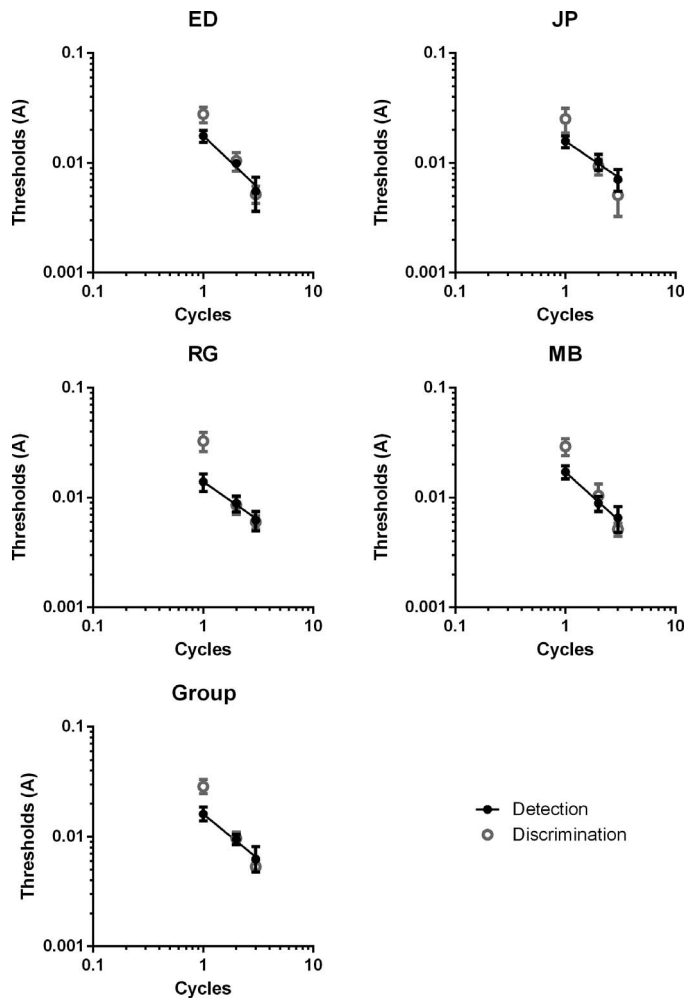 ED
0.1
0.01
0.001
Thresholds (A)
0.1
1
10
Cycles
JP
0.1
0.01
0.001
Thresholds (A)
0.1
1
10
Cycles
RG
0.1
0.01
0.001
Thresholds (A)
0.1
1
10
Cycles
MB
0.1
0.01
0.001
Thresholds (A)
0.1
1
10
Cycles
Group
0.1
0.01
0.001
Thresholds (A)
0.1
1
10
Cycles
Detection
Discrimination